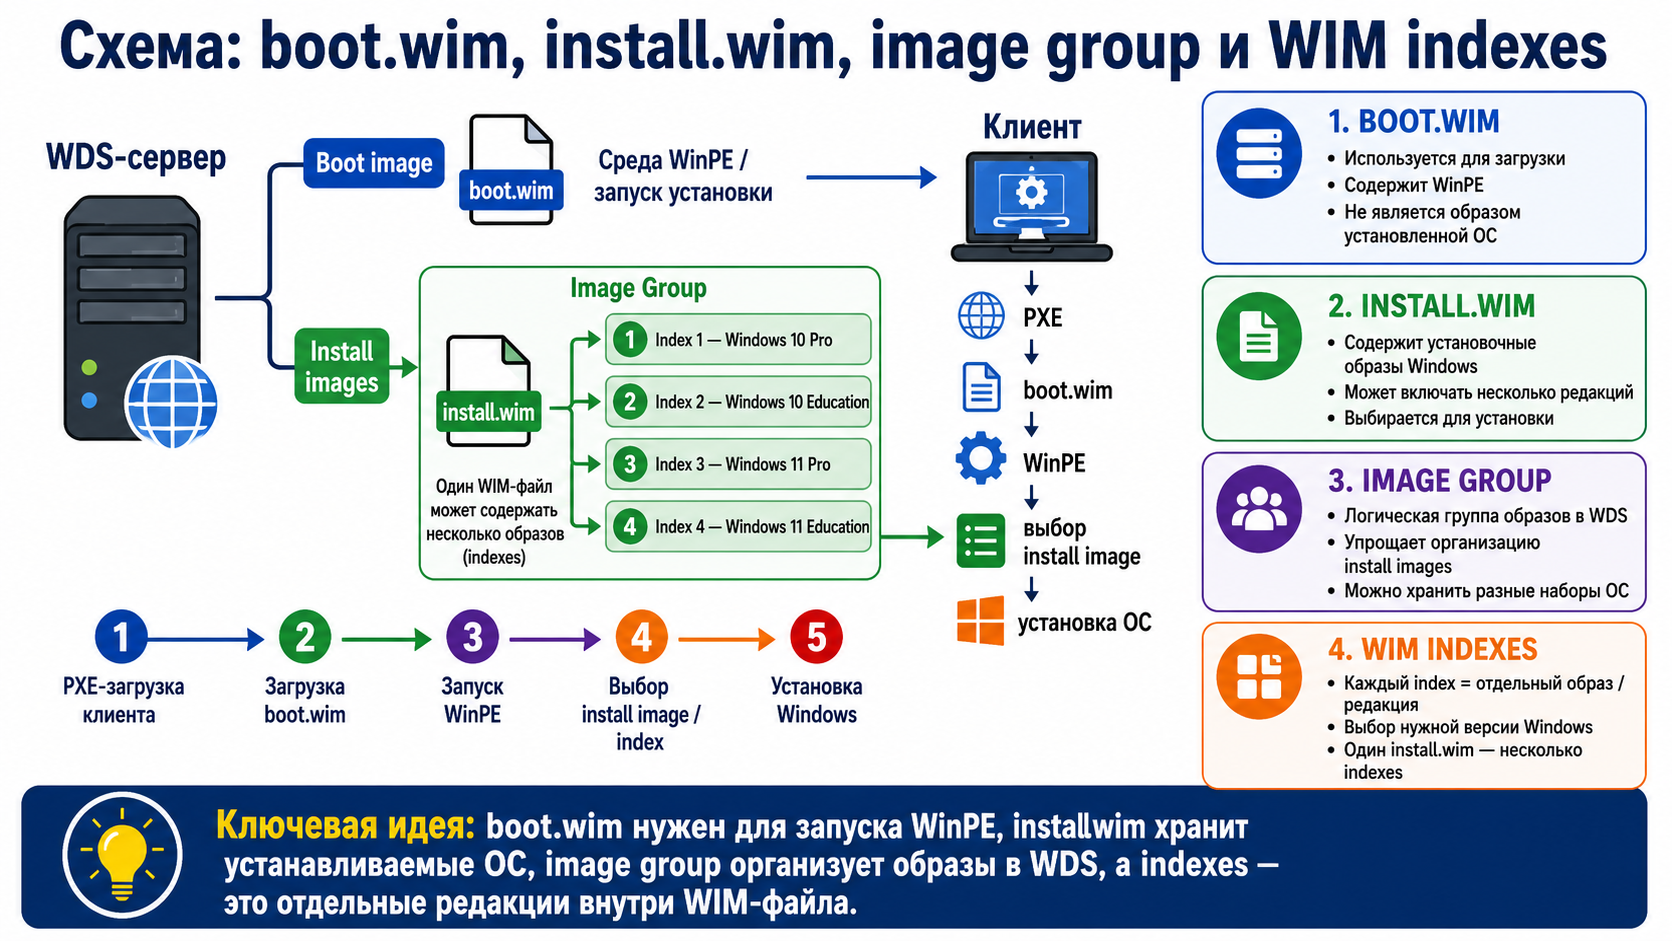 Схема: boot.wim, install.wim, image group и WIM indexes
WDS-сервер
Boot image
boot.wim
Среда WinPE /
запуск установки
Клиент
Install
images
Image Group
install.wim
Один WIM-файл
может содержать
несколько образов
(indexes)
1 Index 1 — Windows 10 Pro
2 Index 2 — Windows 10 Education
3 Index 3 — Windows 11 Pro
4 Index 4 — Windows 11 Education
PXE
boot.wim
WinPE
выбор
install image
установка ОС
1
PXE-загрузка
клиента
2
Загрузка
boot.wim
3
Запуск
WinPE
4
Выбор
install image /
index
5
Установка
Windows
1. BOOT.WIM
• Используется для загрузки
• Содержит WinPE
• Не является образом
установленной ОС
2. INSTALL.WIM
• Содержит установочные
образы Windows
• Может включать несколько редакций
• Выбирается для установки
3. IMAGE GROUP
• Логическая группа образов в WDS
• Упрощает организацию
install images
• Можно хранить разные наборы ОС
4. WIM INDEXES
• Каждый index = отдельный образ /
редакция
• Выбор нужной версии Windows
• Один install.wim — несколько
indexes
Ключевая идея: boot.wim нужен для запуска WinPE, installwim хранит
устанавливаемые ОС, image group организует образы в WDS, а indexes —
это отдельные редакции внутри WIM-файла.